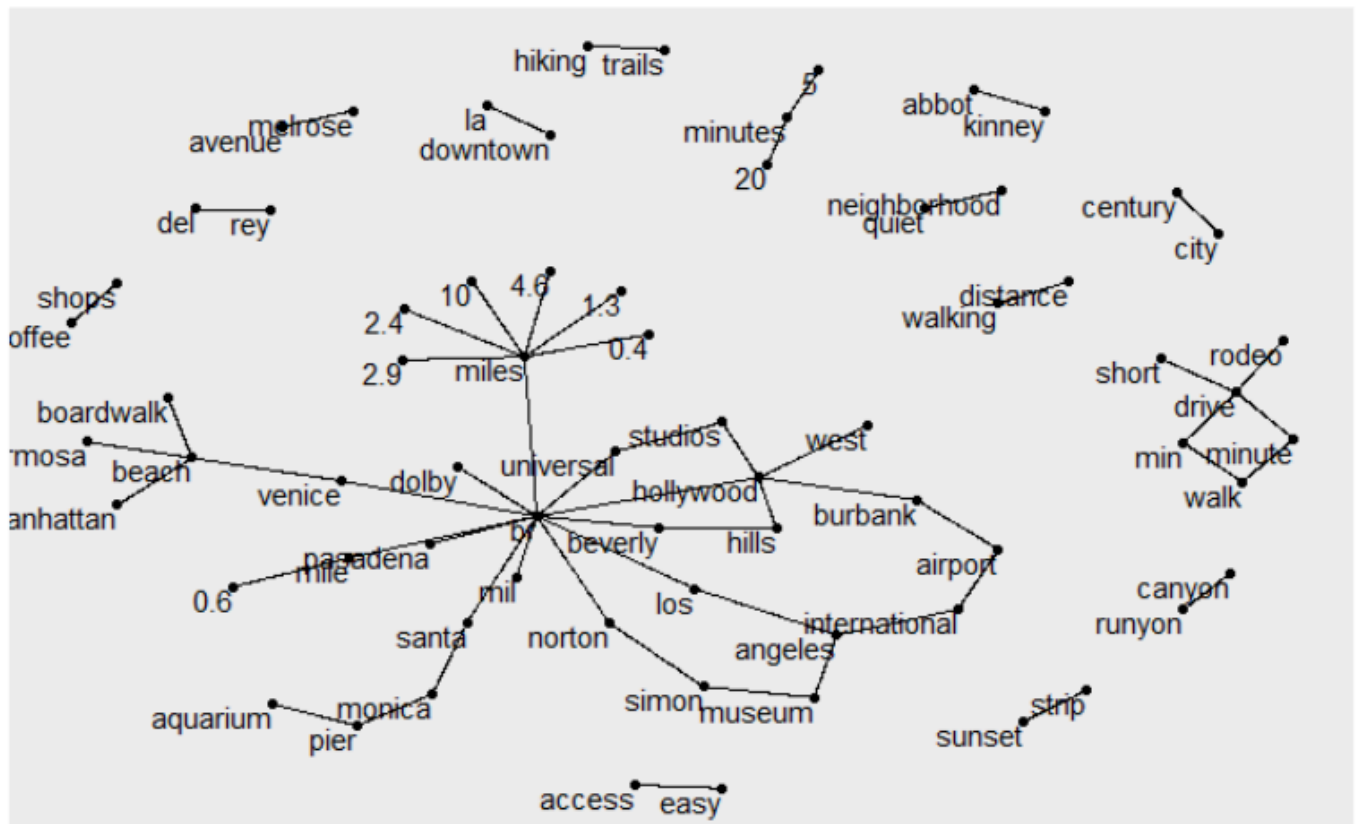 hiking trails
5
la
abbot
melrose
kinney
avenue
minutes
downtown
20
neighborhood
century
del rey
quiet
city
shops
10
4.6
1.3
distance
2.4
walking
offee
0.4
rodeo
2.9
miles
short
boardwalk
drive
studios
west
rmosa
min
minute
beach
universal
venice
dolby
hollywood
walk
anhattan
burbank
br
beverly
hills
pasadena
airport
mile
mil
canyon
0.6
los
santa
norton
international
runyon
angeles
simon
monica
museum
strip
aquarium
pier
sunset
access easy